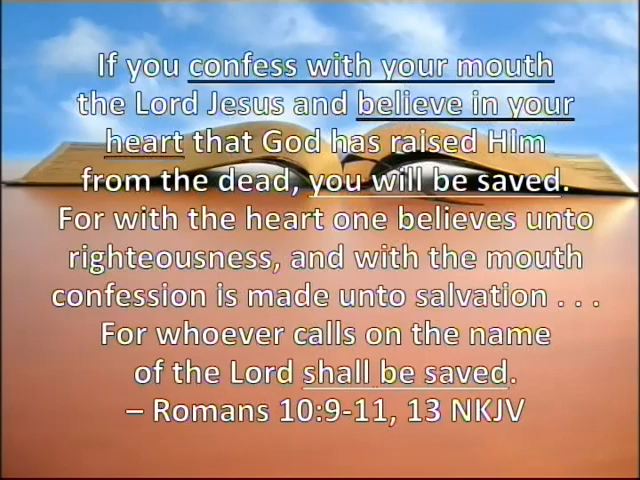 If you confess with your mouth
the Lord Jesus and believe in your
heart that God has raised Him
from the dead, you will be saved.
For with the heart one believes unto
righteousness, and with the mouth
confession is made unto salvation . . .
For whoever calls on the name
of the Lord shall be saved.
– Romans 10:9-11, 13 NKJV